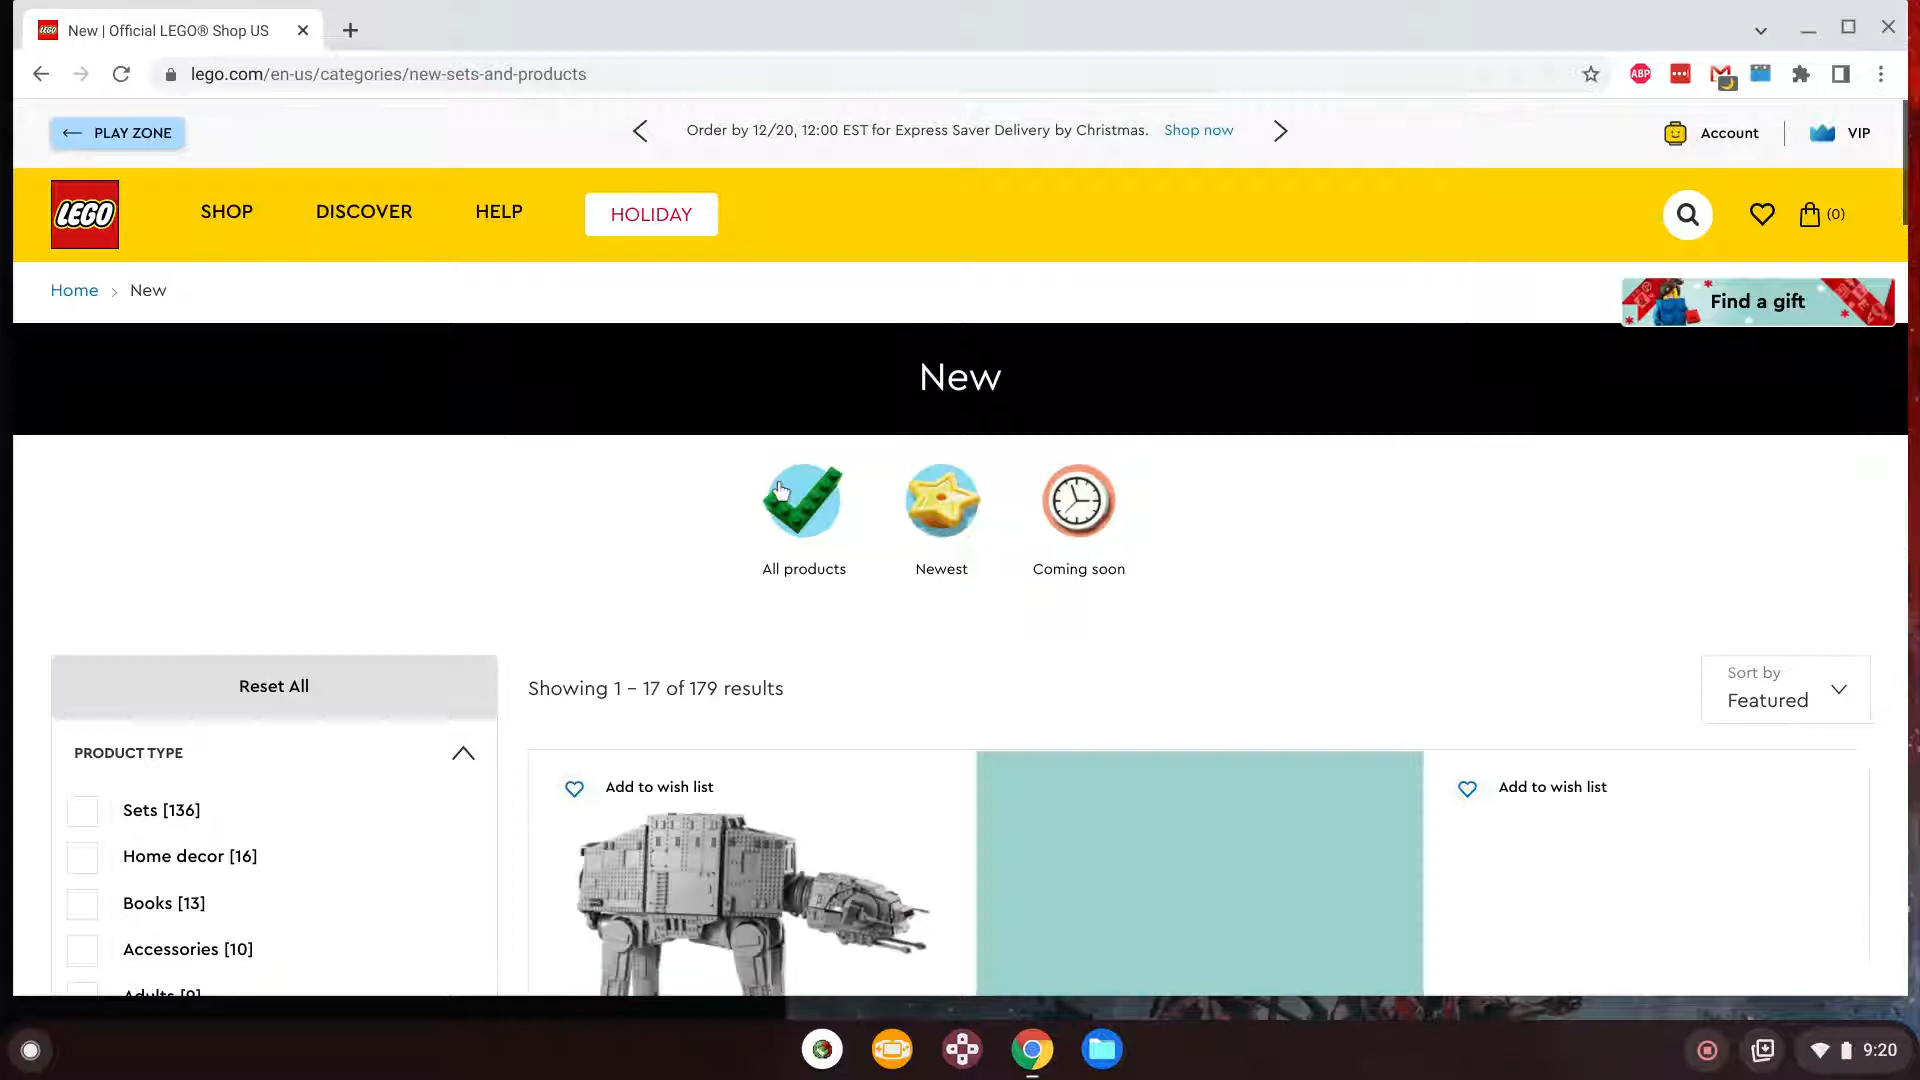 New | Official LEGO® Shop US
lego.com/en-us/categories/new-sets-and-products
ABP
PLAY ZONE
Order by 12/20, 12:00 EST for Express Saver Delivery by Christmas. Shop now
Account
VIP
LEGO
SHOP
DISCOVER
HELP
HOLIDAY
(0)
Home > New
Find a gift
New
All products
Newest
Coming soon
Reset All
Showing 1 - 17 of 179 results
Sort by
Featured
PRODUCT TYPE
Add to wish list
Add to wish list
Sets [136]
Home decor [16]
Books [13]
Accessories [10]
Adults [9]
9:20